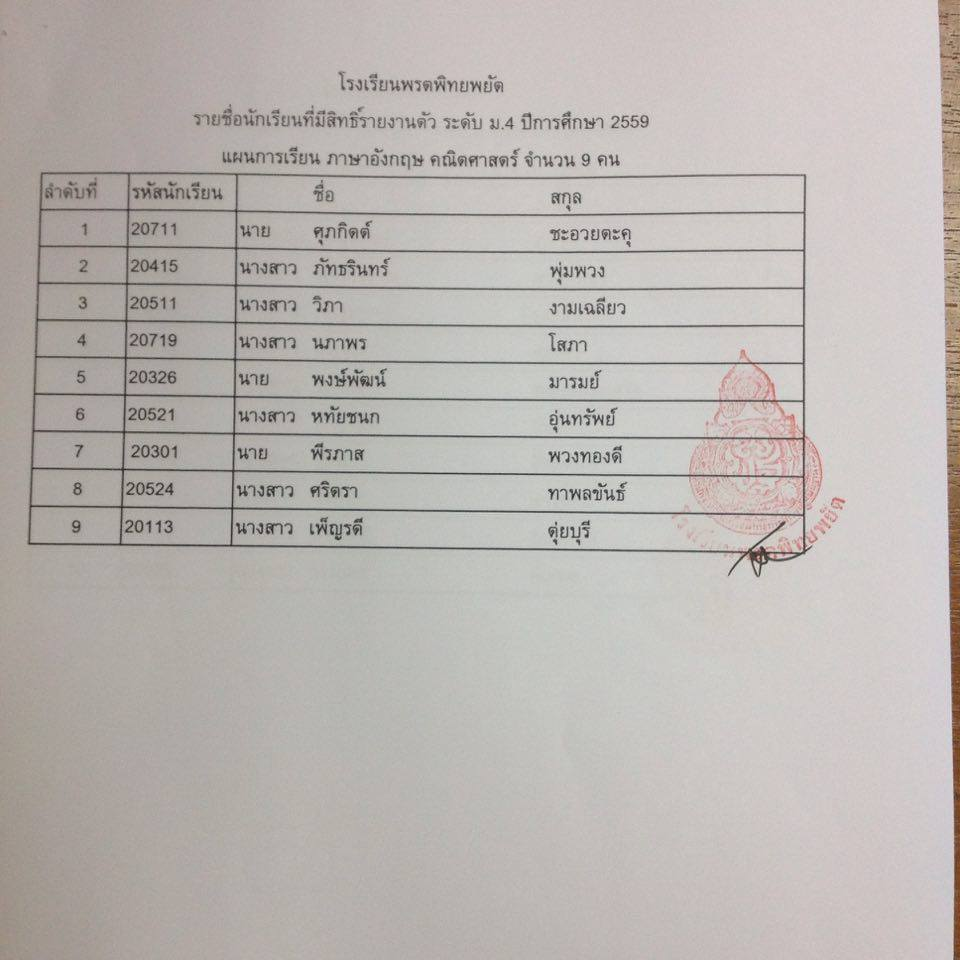 โรงเรียนพรตพิทยพยัต
รายชื่อนักเรียนที่มีสิทธิ์รายงานตัว ระดับ ม.4 ปีการศึกษา 2559
แผนการเรียน ภาษาอังกฤษ คณิตศาสตร์ จำนวน 9 คน
ลำดับที่ รหัสนักเรียน ชื่อ สกุล
1 20711 นาย ศุภกิตต์ ชะอวยตะคุ
2 20415 นางสาว ภัทธรินทร์ พุ่มพวง
3 20511 นางสาว วิภา งามเฉลียว
4 20719 นางสาว นภาพร โสภา
5 20326 นาย พงษ์พัฒน์ มารมย์
6 20521 นางสาว หทัยชนก อุ่นทรัพย์
7 20301 นาย พีรภาส พวงทองดี
8 20524 นางสาว ศริตรา ทาพลขันธ์
9 20113 นางสาว เพ็ญรดี ตุ่ยบุรี
โรงเรียนพรตพิทยพยัต